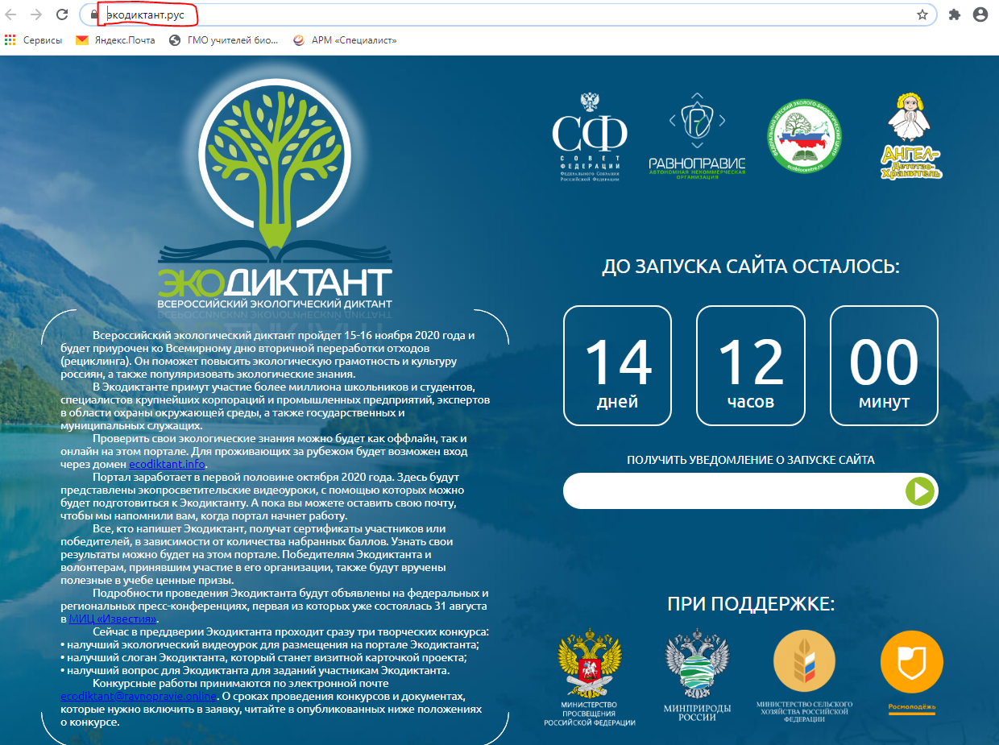 экодиктант.рус
Сервисы
Яндекс.Почта
ГМО учителей био...
АРМ «Специалист»
ЭКОДИКТАНТ
ВСЕРОССИЙСКИЙ ЭКОЛОГИЧЕСКИЙ ДИКТАНТ
Всероссийский экологический диктант пройдет 15-16 ноября 2020 года и
будет приурочен ко Всемирному дню вторичной переработки отходов
(рециклинга). Он поможет повысить экологическую грамотность и культуру
россиян, а также популяризовать экологические знания.
В Экодиктанте примут участие более миллиона школьников и студентов,
специалистов крупнейших корпораций и промышленных предприятий, экспертов
в области охраны окружающей среды, а также государственных и
муниципальных служащих.
Проверить свои экологические знания можно будет как оффлайн, так и
онлайн на этом портале. Для проживающих за рубежом будет возможен вход
через домен ecodiktant.info.
Портал заработает в первой половине октября 2020 года. Здесь будут
представлены экопросветительские видеоуроки, с помощью которых можно
будет подготовиться к Экодиктанту. А пока вы можете оставить свою почту,
чтобы мы напомнили вам, когда портал начнет работу.
Все, кто напишет Экодиктант, получат сертификаты участников или
победителей, в зависимости от количества набранных баллов. Узнать свои
результаты можно будет на этом портале. Победителям Экодиктанта и
волонтерам, принявшим участие в его организации, также будут вручены
полезные в учебе ценные призы.
Подробности проведения Экодиктанта будут объявлены на федеральных и
региональных пресс-конференциях, первая из которых уже состоялась 31 августа
в МИЦ «Известия».
Сейчас в преддверии Экодиктанта проходит сразу три творческих конкурса:
• налучший экологический видеоурок для размещения на портале Экодиктанта;
• налучший слоган Экодиктанта, который станет визитной карточкой проекта;
• налучший вопрос для Экодиктанта для заданий участникам Экодиктанта.
Конкурсные работы принимаются по электронной почте
ecodiktant@ravnopravie.online. О сроках проведения конкурсов и документах,
которые нужно включить в заявку, читайте в опубликованных ниже положениях
о конкурсе.
СФ
СОВЕТ
ФЕДЕРАЦИИ
Федерального Собрания
Российской Федерации
РАВНОПРАВИЕ
АВТОНОМНАЯ НЕКОММЕРЧЕСКАЯ
ОРГАНИЗАЦИЯ
ФЕДЕРАЛЬНЫЙ ДЕТСКИЙ ЭКОЛОГО-БИОЛОГИЧЕСКИЙ ЦЕНТР
ecobiocentre.ru
АНГЕЛ-
Детства-
Хранитель
ДО ЗАПУСКА САЙТА ОСТАЛОСЬ:
14 12 00
дней часов минут
ПОЛУЧИТЬ УВЕДОМЛЕНИЕ О ЗАПУСКЕ САЙТА
ПРИ ПОДДЕРЖКЕ:
МИНИСТЕРСТВО
ПРОСВЕЩЕНИЯ
РОССИЙСКОЙ ФЕДЕРАЦИИ
МИНПРИРОДЫ
РОССИИ
МИНИСТЕРСТВО СЕЛЬСКОГО
ХОЗЯЙСТВА РОССИЙСКОЙ
ФЕДЕРАЦИИ
Росмолодёжь